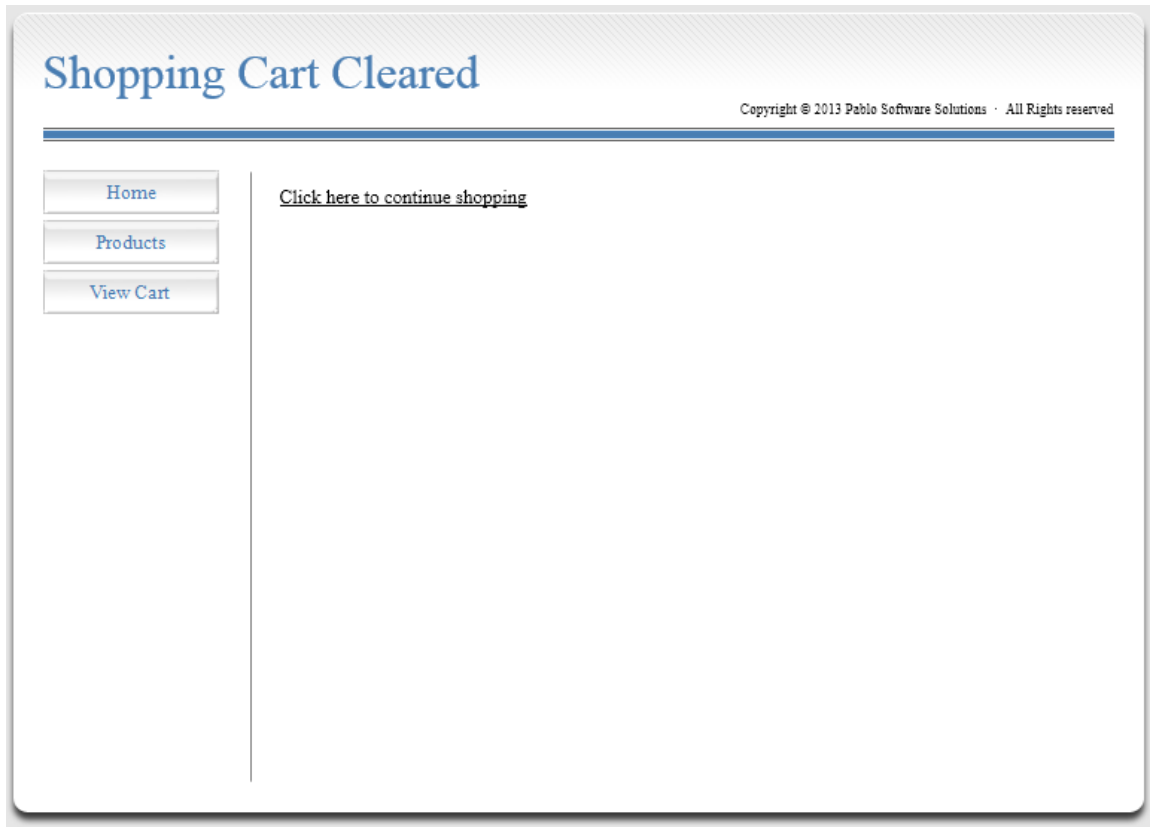 Shopping Cart Cleared
Copyright © 2013 Pablo Software Solutions · All Rights reserved
Home
Products
View Cart
Click here to continue shopping